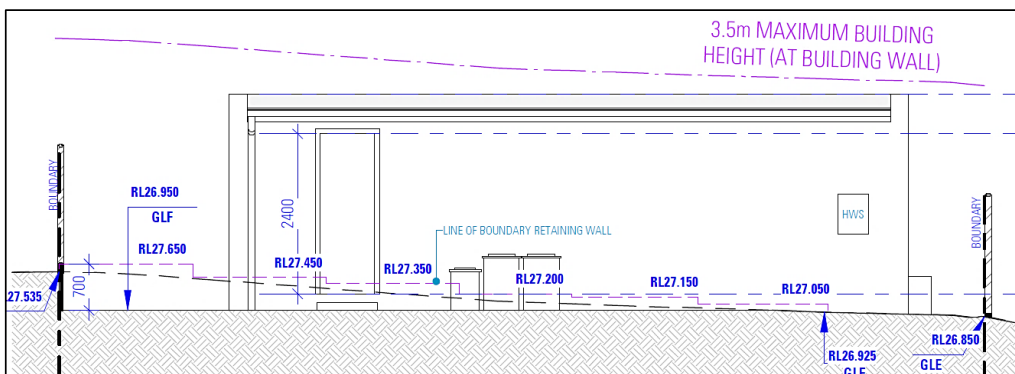 3.5m MAXIMUM BUILDING
HEIGHT (AT BUILDING WALL)
BOUNDARY
RL26.950
GLF
RL27.650
27.535
700
RL27.450
2400
LINE OF BOUNDARY RETAINING WALL
RL27.350
RL27.200
RL27.150
RL27.050
HWS
BOUNDARY
RL26.925
GLF
RL26.850
GLE